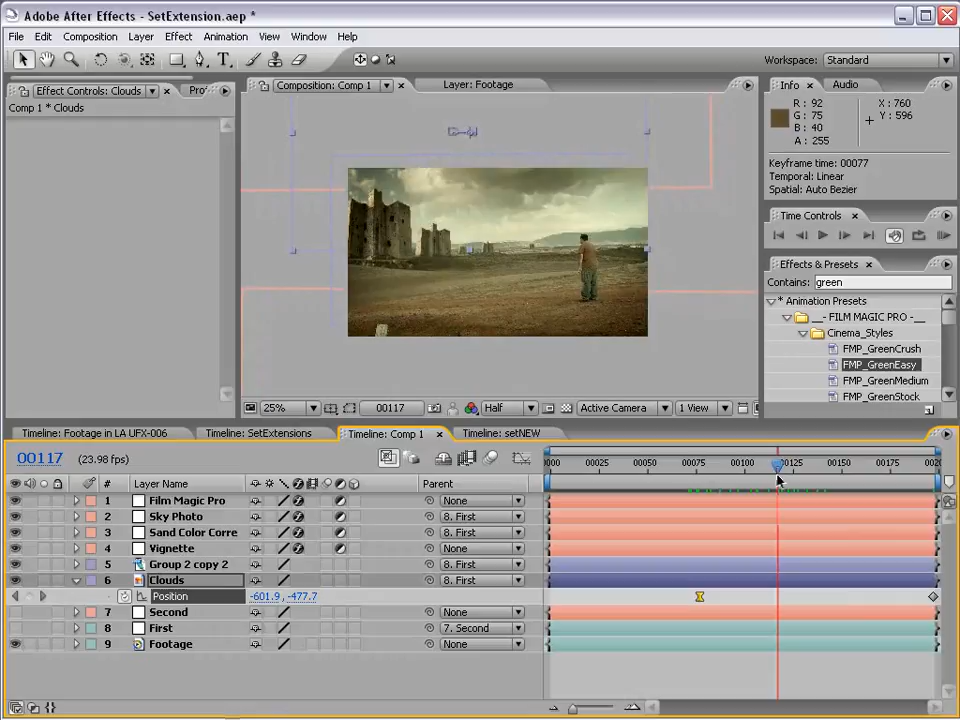 Adobe After Effects - SetExtension.aep *
File Edit Composition Layer Effect Animation View Window Help
Workspace: Standard
Effect Controls: Clouds
Comp 1 * Clouds
Composition: Comp 1
Layer: Footage
Info Audio
R: 92 X: 760
G: 75 Y: 596
B: 40
A: 255
Keyframe time: 00077
Temporal: Linear
Spatial: Auto Bezier
Time Controls
Effects & Presets
Contains: green
* Animation Presets
__- FILM MAGIC PRO -__
Cinema_Styles
FMP_GreenCrush
FMP_GreenEasy
FMP_GreenMedium
FMP_GreenStock
25% 00117 Half Active Camera 1 View
Timeline: Footage in LA UFX-006 Timeline: SetExtensions Timeline: Comp 1 Timeline: setNEW
00117 (23.98 fps)
0000 00025 00050 00075 00100 00125 00150 00175 0020
# Layer Name Parent
1 Film Magic Pro None
2 Sky Photo 8. First
3 Sand Color Corre 8. First
4 Vignette None
5 Group 2 copy 2 8. First
6 Clouds 8. First
Position -601.9, -477.7
7 Second None
8 First 7. Second
9 Footage None